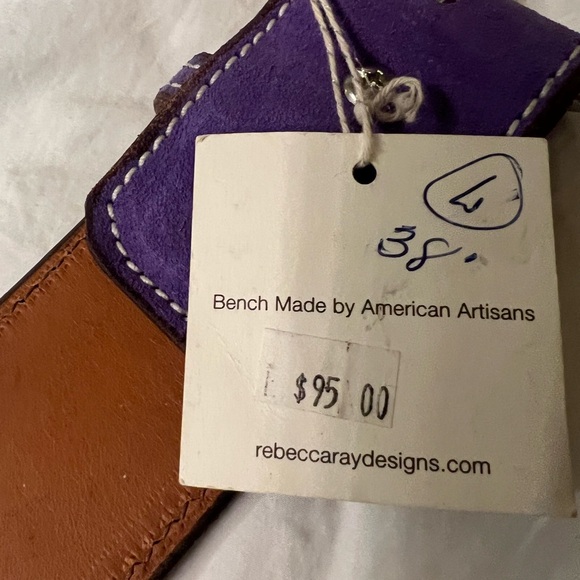 38.
Bench Made by American Artisans
$95 00
rebeccaraydesigns.com